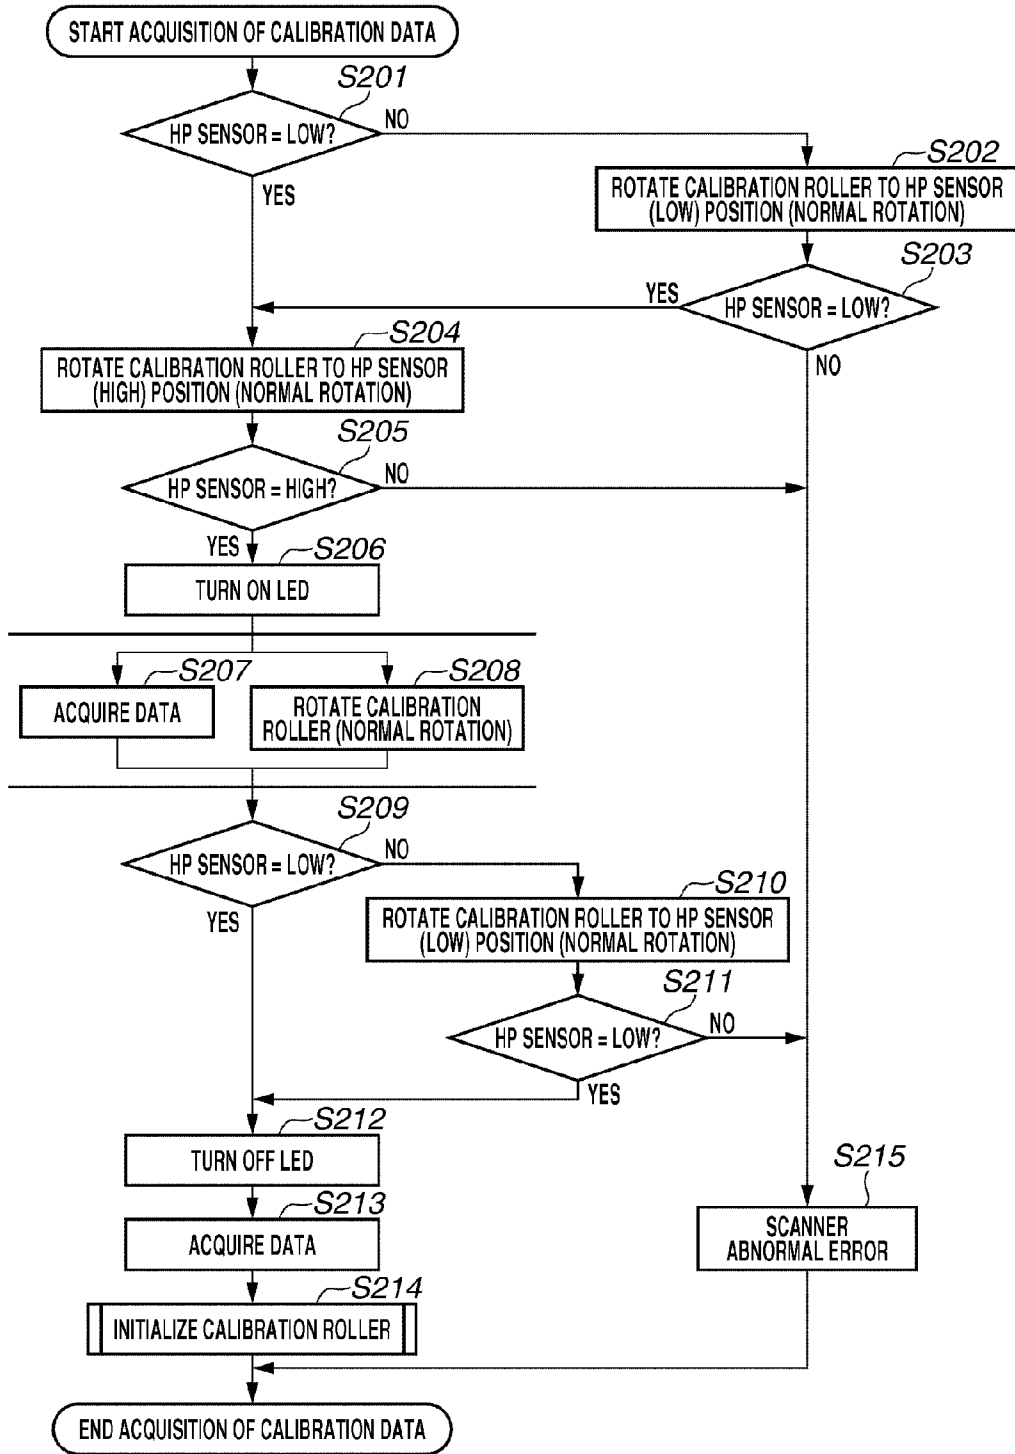 START ACQUISITION OF CALIBRATION DATA
S201
HP SENSOR = LOW?
NO
YES
S202
ROTATE CALIBRATION ROLLER TO HP SENSOR
(LOW) POSITION (NORMAL ROTATION)
S203
HP SENSOR = LOW?
YES
NO
S204
ROTATE CALIBRATION ROLLER TO HP SENSOR
(HIGH) POSITION (NORMAL ROTATION)
S205
HP SENSOR = HIGH?
NO
YES
S206
TURN ON LED
S207
ACQUIRE DATA
S208
ROTATE CALIBRATION
ROLLER (NORMAL ROTATION)
S209
HP SENSOR = LOW?
NO
YES
S210
ROTATE CALIBRATION ROLLER TO HP SENSOR
(LOW) POSITION (NORMAL ROTATION)
S211
HP SENSOR = LOW?
NO
YES
S212
TURN OFF LED
S213
ACQUIRE DATA
S214
INITIALIZE CALIBRATION ROLLER
S215
SCANNER
ABNORMAL ERROR
END ACQUISITION OF CALIBRATION DATA